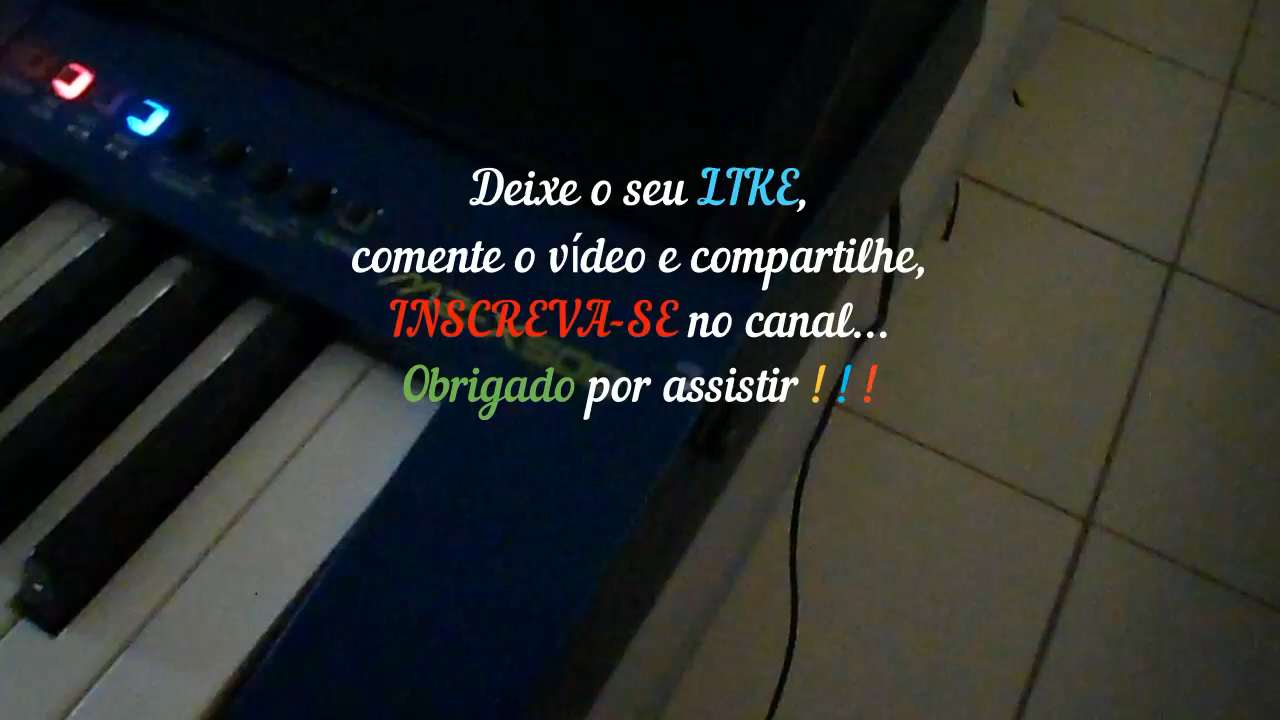 Deixe o seu LIKE,
comente o vídeo e compartilhe,
INSCREVA-SE no canal...
Obrigado por assistir ! ! !